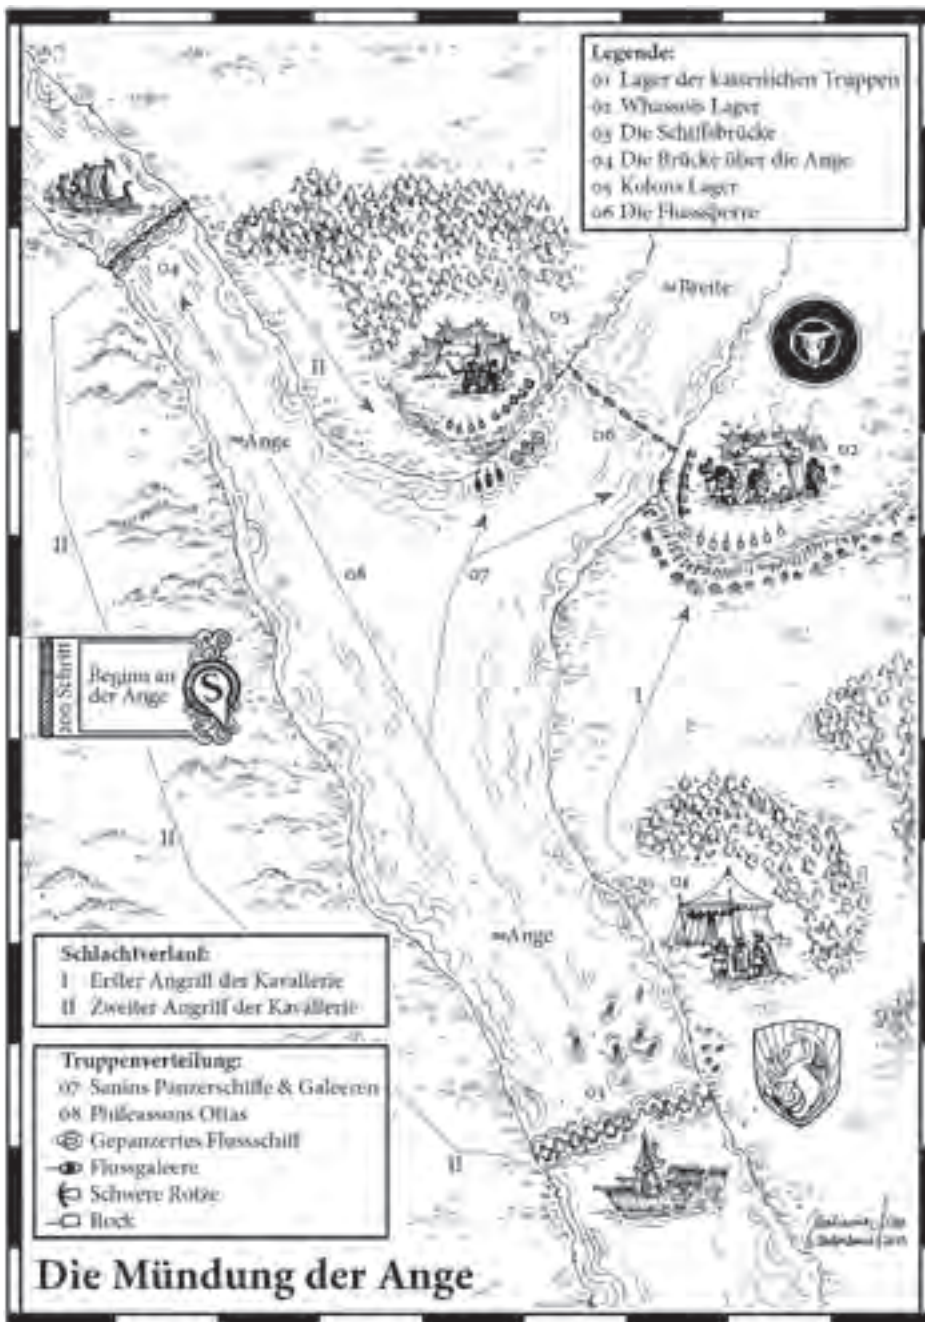 Legende:
01 Lager der kaiserlichen Truppen
02 Whassois Lager
03 Die Schiffsbrücke
04 Die Brücke über die Ange
05 Kolons Lager
06 Die Flusssperre
04
05
Breite
II
Ange
06
02
II
08
07
200 Schritt
Beginn an
der Ange
S
I
II
01
Ange
Schlachtverlauf:
I Erster Angriff der Kavallerie
II Zweiter Angriff der Kavallerie
Truppenverteilung:
07 Sanins Panzerschiffe & Galeeren
08 Phileassons Ottas
Gepanzertes Flussschiff
Flussgaleere
Schwere Rotze
Bock
03
II
Die Mündung der Ange